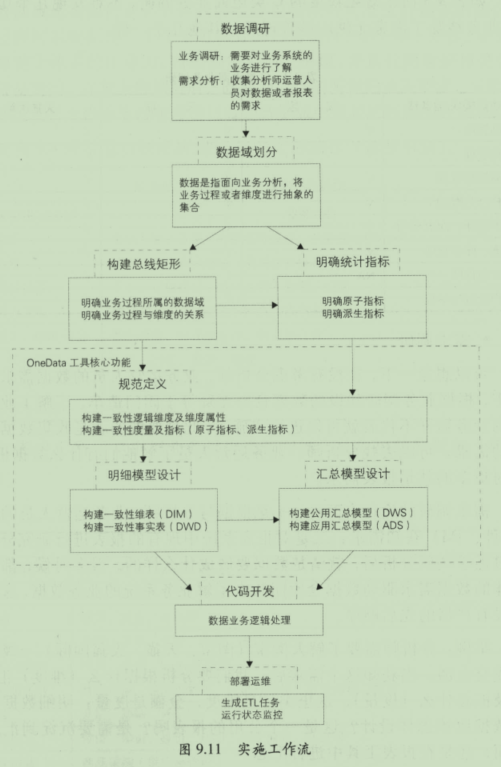 数据调研
业务调研：需要对业务系统的
业务进行了解
需求分析：收集分析师运营人
员对数据或者报表
的需求
数据域划分
数据是指面向业务分析，将
业务过程或者维度进行抽象的
集合
构建总线矩形
明确业务过程所属的数据域
明确业务过程与维度的关系
明确统计指标
明确原子指标
明确派生指标
OneData 工具核心功能
规范定义
构建一致性逻辑维度及维度属性
构建一致性度量及指标（原子指标、派生指标）
明细模型设计
构建一致性维表（DIM）
构建一致性事实表（DWD）
汇总模型设计
构建公用汇总模型（DWS）
构建应用汇总模型（ADS）
代码开发
数据业务逻辑处理
部署运维
生成ETL任务
运行状态监控
图 9.11 实施工作流